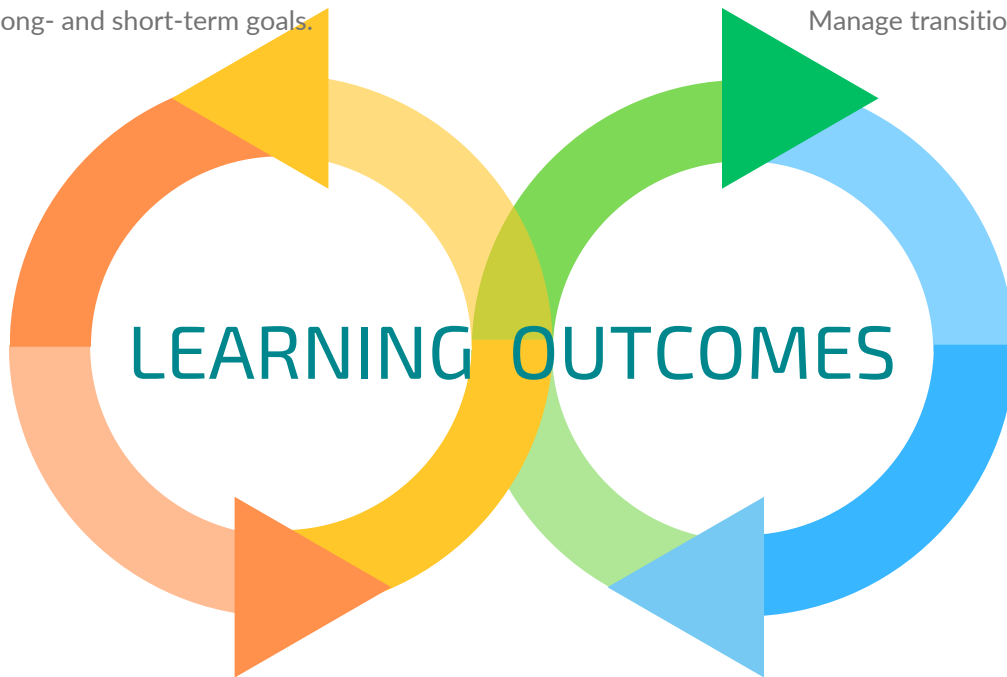 ong- and short-term goals.
Manage transitio
LEARNING OUTCOMES